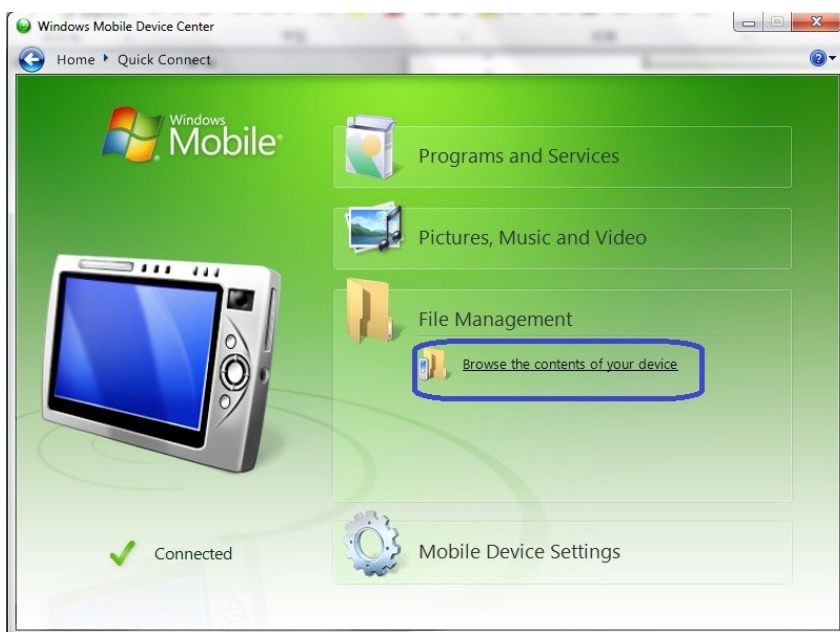 Windows Mobile Device Center
Home Quick Connect
Windows
Mobile
Programs and Services
Pictures, Music and Video
File Management
Browse the contents of your device
Connected
Mobile Device Settings